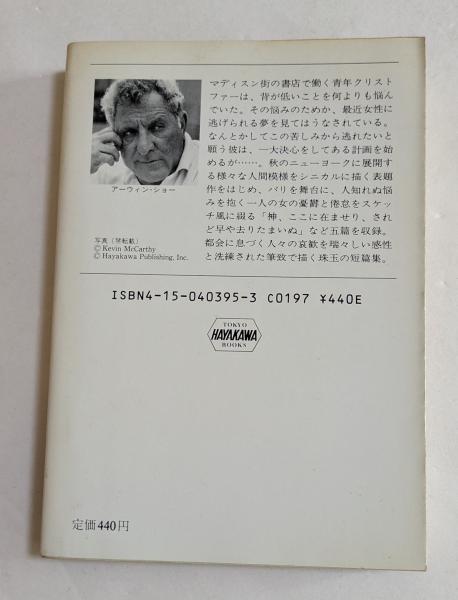 マディスン街の書店で働く青年クリスト
ファーは、背が低いことを何よりも悩ん
でいた。その悩みのためか、最近女性に
逃げられる夢を見てはうなされている。
なんとかしてこの苦しみから逃れたいと
願う彼は、一大決心をしてある計画を始
めるが……。秋のニューヨークに展開す
る様々な人間模様をシニカルに描く表題
作をはじめ、パリを舞台に、人知れぬ悩
みを抱く一人の女の憂鬱と倦怠をスケッ
チ風に綴る「神、ここに在ませり、され
ど早や去りたまいぬ」など五篇を収録。
都会に息づく人々の哀歓を瑞々しい感性
と洗練された筆致で描く珠玉の短篇集。
アーウィン・ショー
写真（禁転載）
©Kevin McCarthy
©Hayakawa Publishing, Inc.
ISBN4-15-040395-3 C0197 ¥440E
TOKYO
HAYAKAWA
BOOKS
定価440円